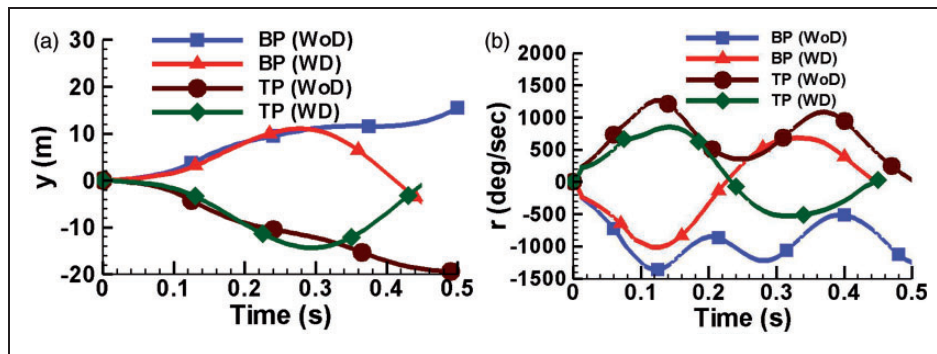 (a)
BP (WoD)
BP (WD)
TP (WoD)
TP (WD)
y (m)
20
10
0
-10
-20
0
0.1
0.2
0.3
0.4
0.5
Time (s)
(b)
BP (WoD)
BP (WD)
TP (WoD)
TP (WD)
r (deg/sec)
2000
1500
1000
500
0
-500
-1000
-1500
0
0.1
0.2
0.3
0.4
0.5
Time (s)